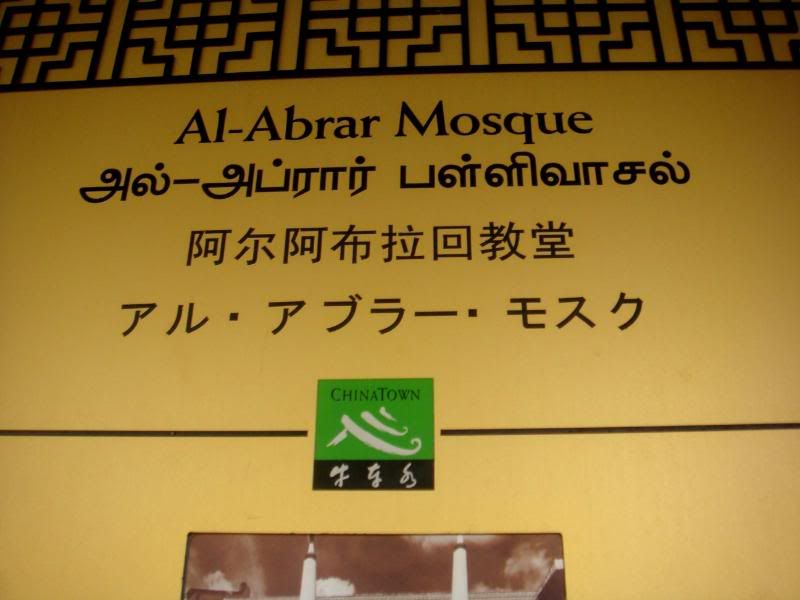 Al-Abrar Mosque
அல்-அப்ரார் பள்ளிவாசல்
阿尔阿布拉回教堂
アル・アブラー・モスク
CHINATOWN
牛车水